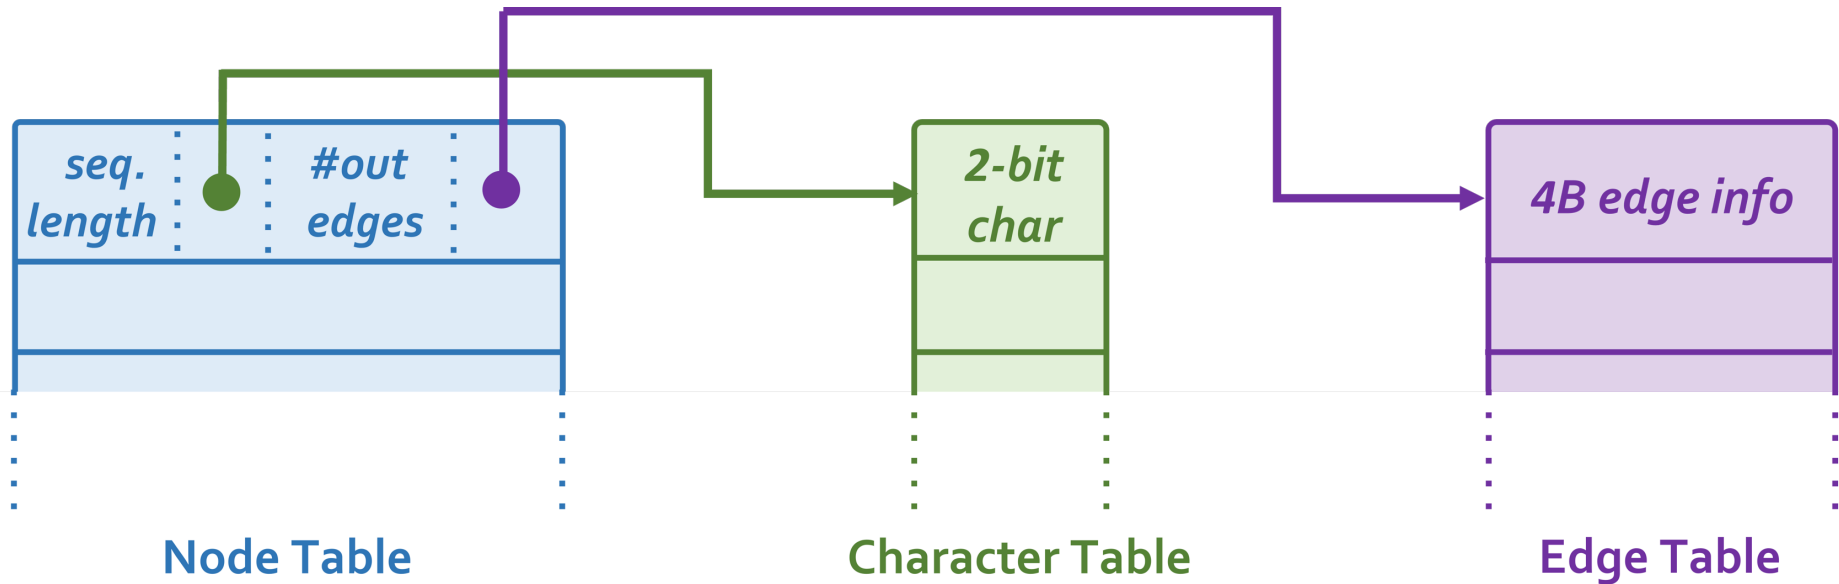 seq.
length
#out
edges
2-bit
char
4B edge info
Node Table
Character Table
Edge Table